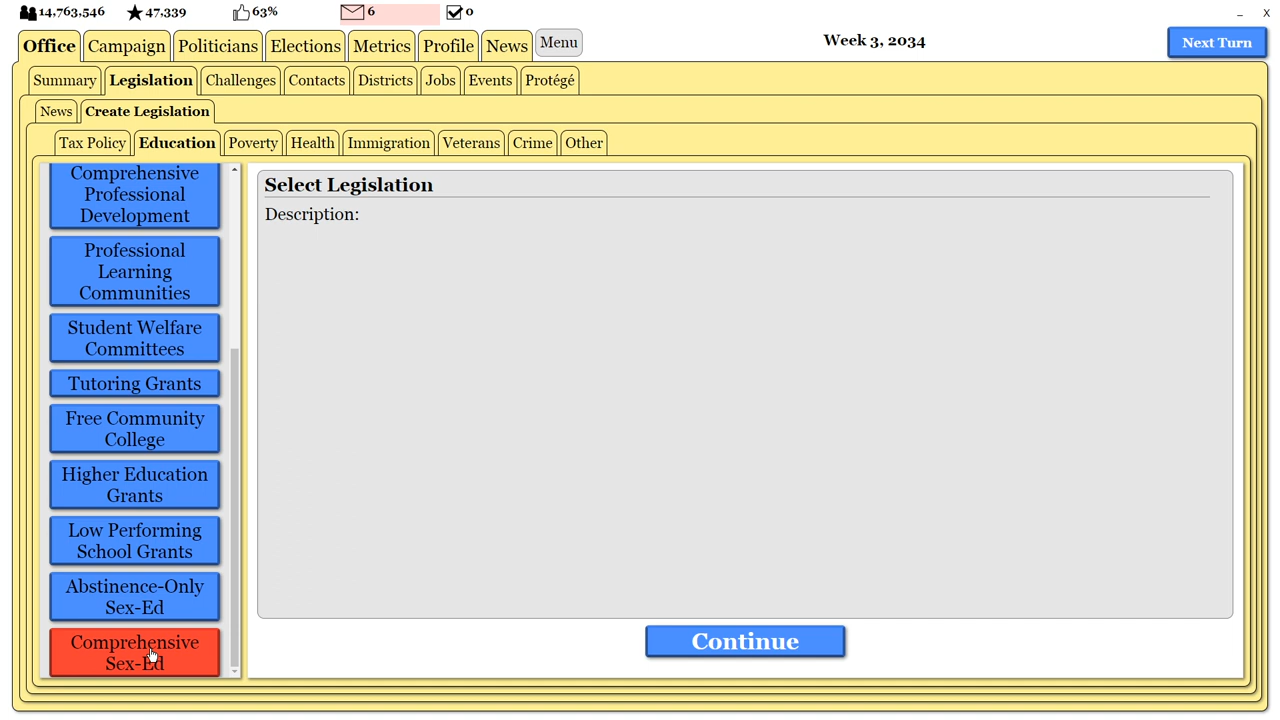 14,763,546 47,339 63% 6 0 _ X
Office Campaign Politicians Elections Metrics Profile News Menu Week 3, 2034 Next Turn
Summary Legislation Challenges Contacts Districts Jobs Events Protégé
News Create Legislation
Tax Policy Education Poverty Health Immigration Veterans Crime Other
Comprehensive
Professional
Development
Professional
Learning
Communities
Student Welfare
Committees
Tutoring Grants
Free Community
College
Higher Education
Grants
Low Performing
School Grants
Abstinence-Only
Sex-Ed
Comprehensive
Sex-Ed
Select Legislation
Description:
Continue